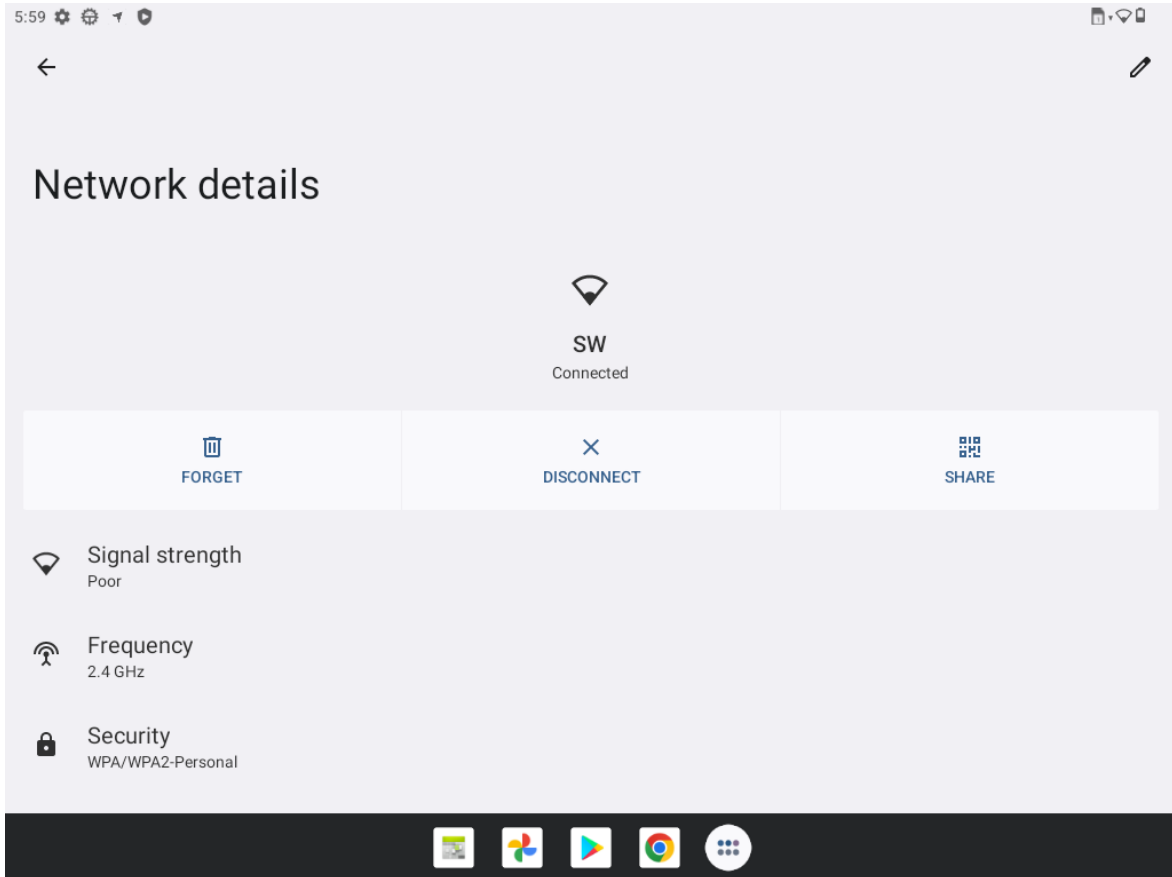 5:59
Network details
SW
Connected
FORGET
DISCONNECT
SHARE
Signal strength
Poor
Frequency
2.4 GHz
Security
WPA/WPA2-Personal